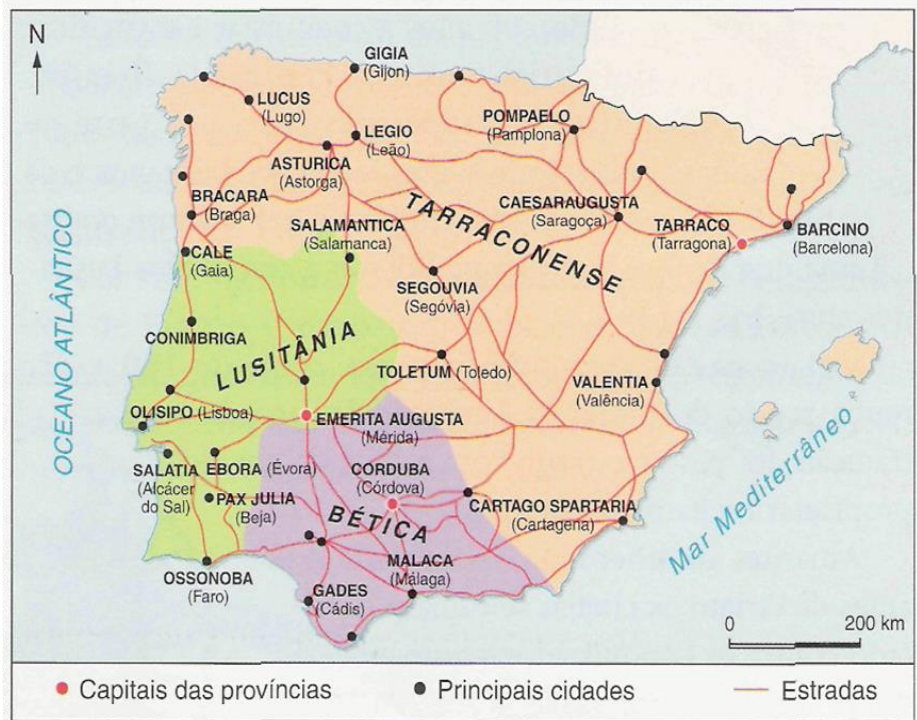 N
GIGIA
(Gijon)
LUCUS
(Lugo)
POMPAELO
(Pamplona)
LEGIO
(Leão)
ASTURICA
(Astorga)
BRACARA
(Braga)
CAESARAUGUSTA
(Saragoça)
TARRACO
(Tarragona)
BARCINO
(Barcelona)
SALAMANTICA
(Salamanca)
TARRACONENSE
CALE
(Gaia)
SEGOUVIA
(Segóvia)
OCEANO ATLÂNTICO
CONIMBRIGA
LUSITÂNIA
TOLETUM (Toledo)
VALENTIA
(Valência)
OLISIPO (Lisboa)
EMERITA AUGUSTA
(Mérida)
Mar Mediterrâneo
SALATIA
(Alcácer
do Sal)
EBORA (Évora)
CORDUBA
(Córdova)
PAX JULIA
(Beja)
BÉTICA
CARTAGO SPARTARIA
(Cartagena)
OSSONOBA
(Faro)
MALACA
(Málaga)
GADES
(Cádis)
0 200 km
Capitais das províncias
Principais cidades
Estradas